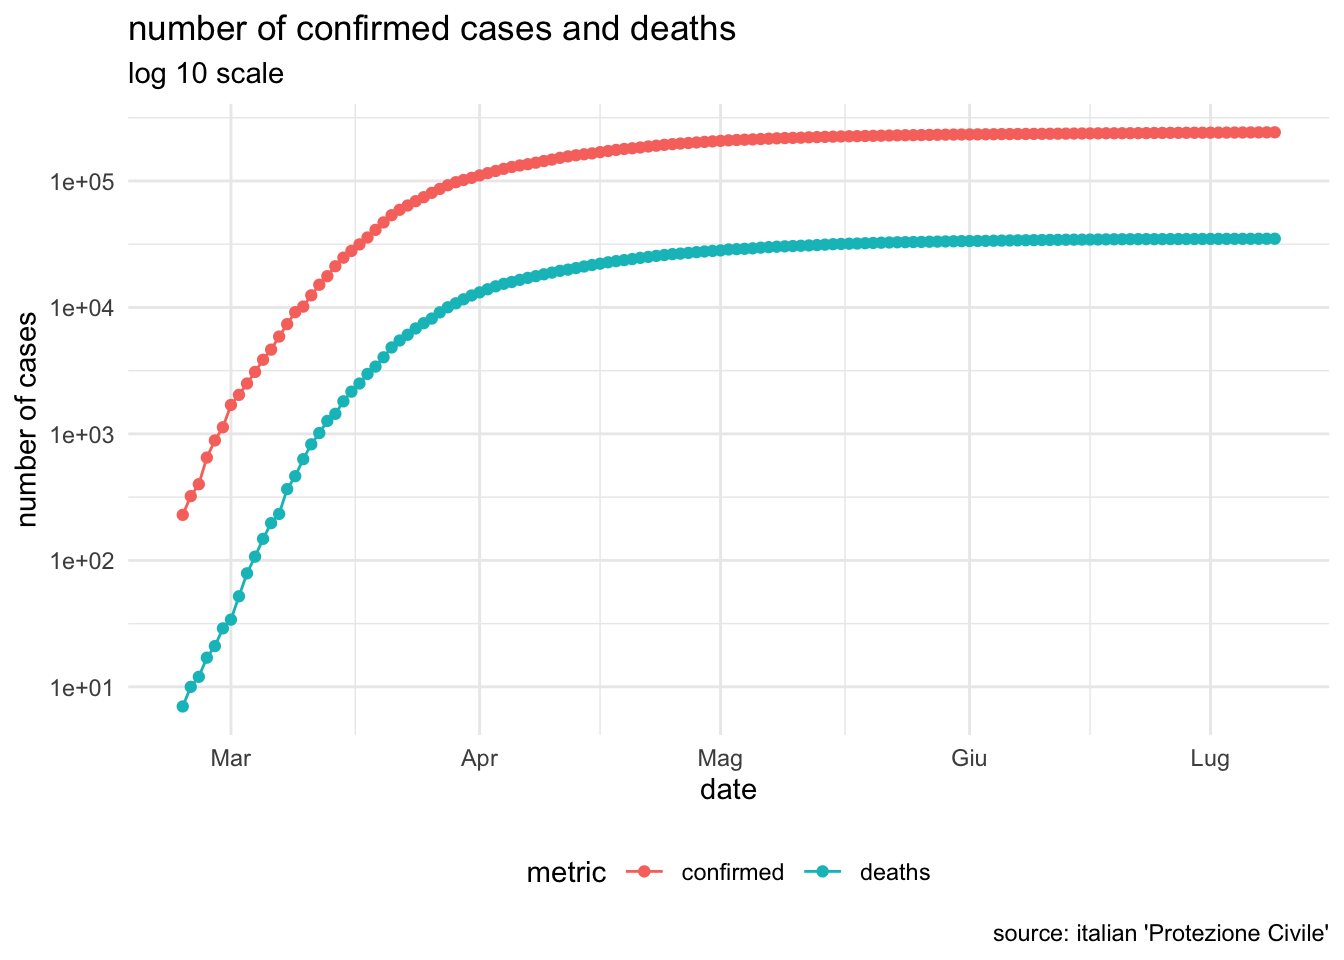 number of confirmed cases and deaths
log 10 scale
number of cases
1e+05
1e+04
1e+03
1e+02
1e+01
Mar Apr Mag Giu Lug
date
metric confirmed deaths
source: italian 'Protezione Civile'